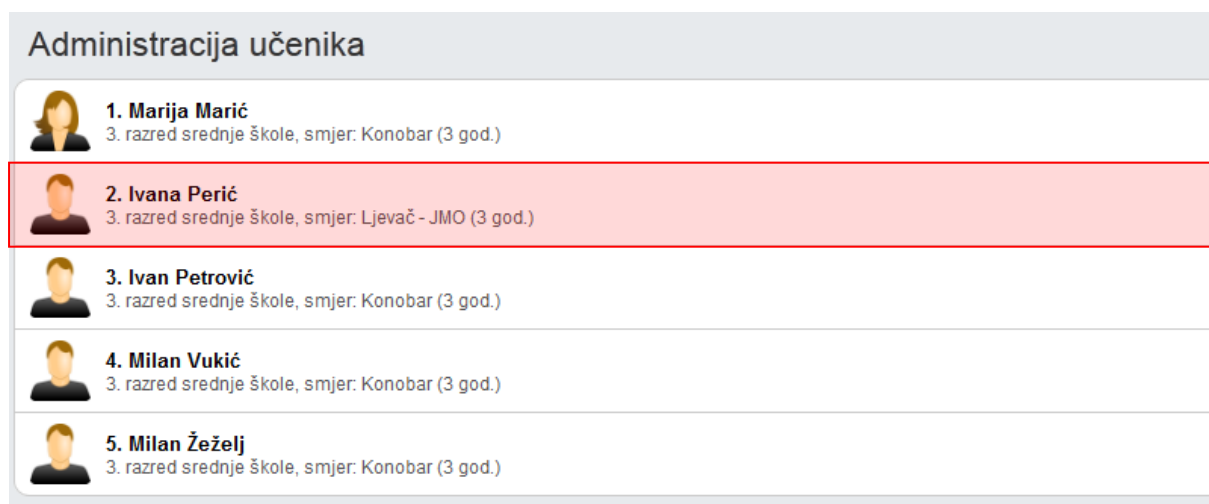 Administracija učenika
1. Marija Marić
3. razred srednje škole, smjer: Konobar (3 god.)
2. Ivana Perić
3. razred srednje škole, smjer: Ljevač - JMO (3 god.)
3. Ivan Petrović
3. razred srednje škole, smjer: Konobar (3 god.)
4. Milan Vukić
3. razred srednje škole, smjer: Konobar (3 god.)
5. Milan Žeželj
3. razred srednje škole, smjer: Konobar (3 god.)